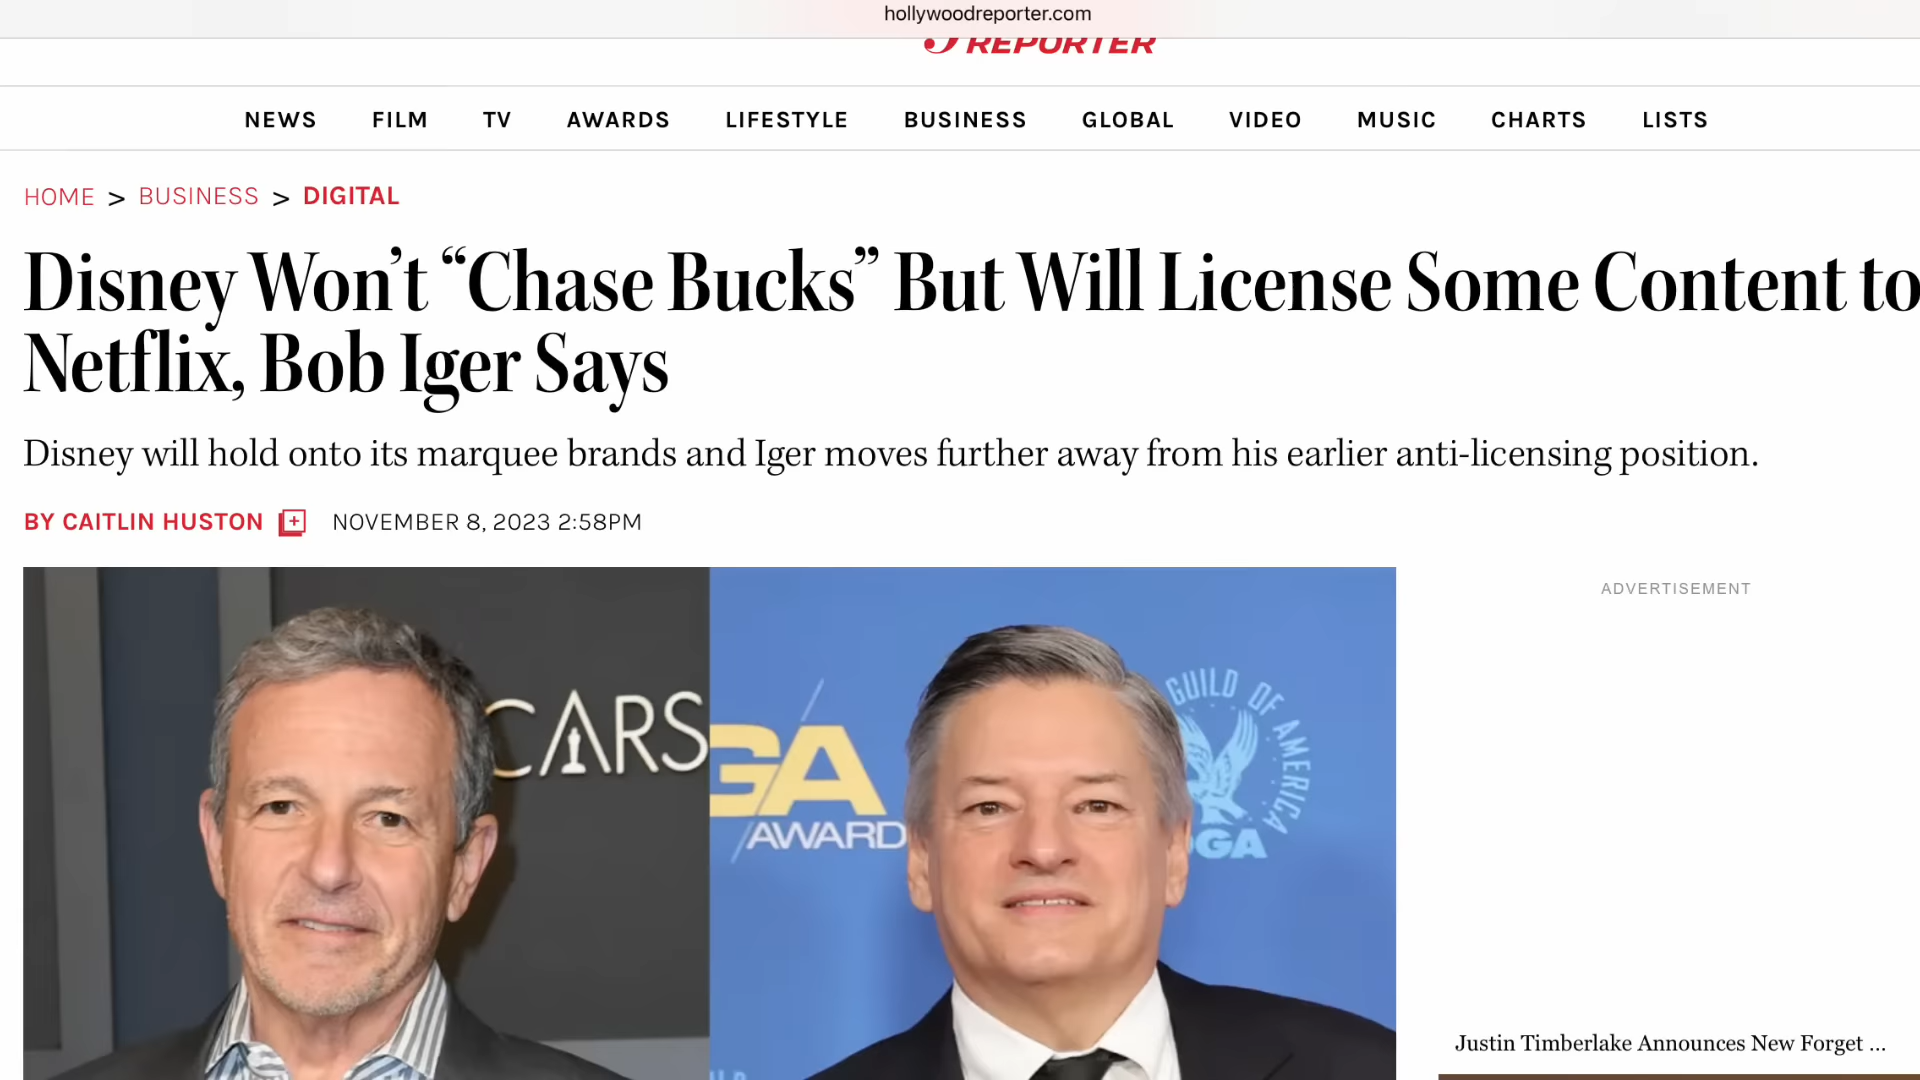 hollywoodreporter.com
REPORTER
NEWS FILM TV AWARDS LIFESTYLE BUSINESS GLOBAL VIDEO MUSIC CHARTS LISTS
HOME > BUSINESS > DIGITAL
Disney Won’t “Chase Bucks” But Will License Some Content to
Netflix, Bob Iger Says
Disney will hold onto its marquee brands and Iger moves further away from his earlier anti-licensing position.
BY CAITLIN HUSTON NOVEMBER 8, 2023 2:58PM
ADVERTISEMENT
CARS
GA
AWARD
GUILD OF AMERICA
DGA
Justin Timberlake Announces New Forget ...